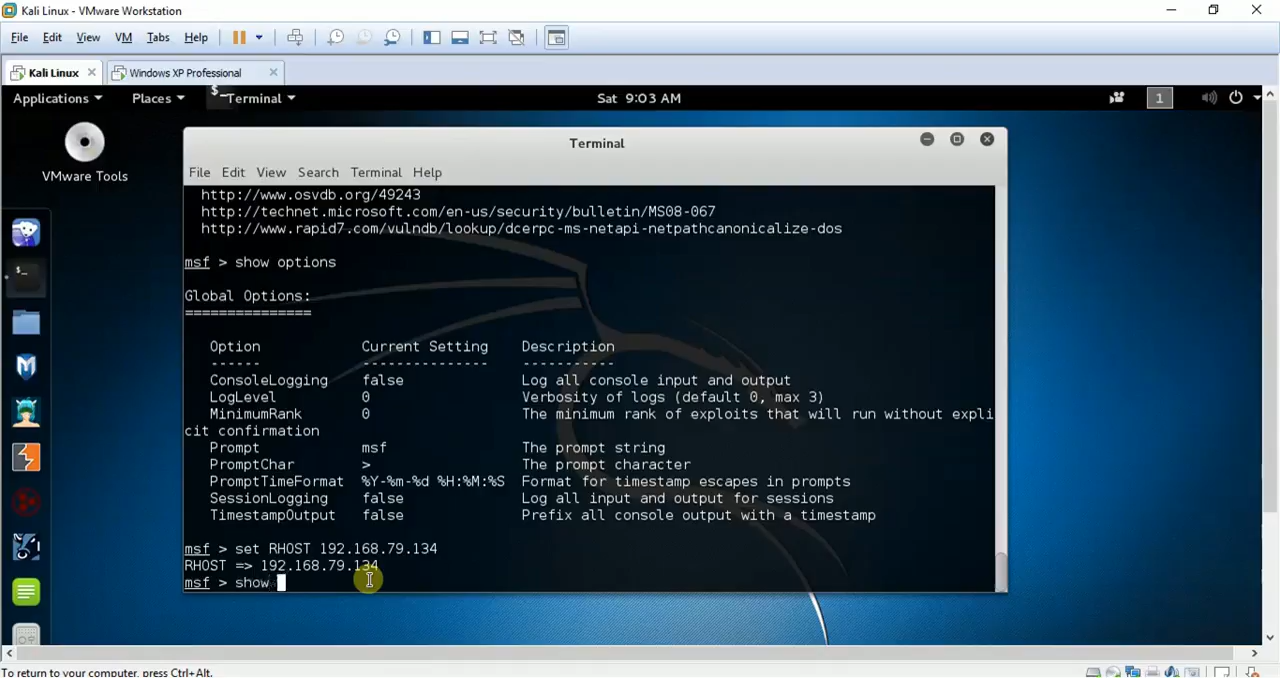 Kali Linux - VMware Workstation
File Edit View VM Tabs Help
Kali Linux Windows XP Professional
Applications Places Terminal Sat 9:03 AM 1
VMware Tools
Terminal
File Edit View Search Terminal Help
http://www.osvdb.org/49243
http://technet.microsoft.com/en-us/security/bulletin/MS08-067
http://www.rapid7.com/vulndb/lookup/dcerpc-ms-netapi-netpathcanonicalize-dos
msf > show options
Global Options:
===============
Option Current Setting Description
------ --------------- -----------
ConsoleLogging false Log all console input and output
LogLevel 0 Verbosity of logs (default 0, max 3)
MinimumRank 0 The minimum rank of exploits that will run without expli
cit confirmation
Prompt msf The prompt string
PromptChar > The prompt character
PromptTimeFormat %Y-%m-%d %H:%M:%S Format for timestamp escapes in prompts
SessionLogging false Log all input and output for sessions
TimestampOutput false Prefix all console output with a timestamp
msf > set RHOST 192.168.79.134
RHOST => 192.168.79.134
msf > show
To return to your computer, press Ctrl+Alt.